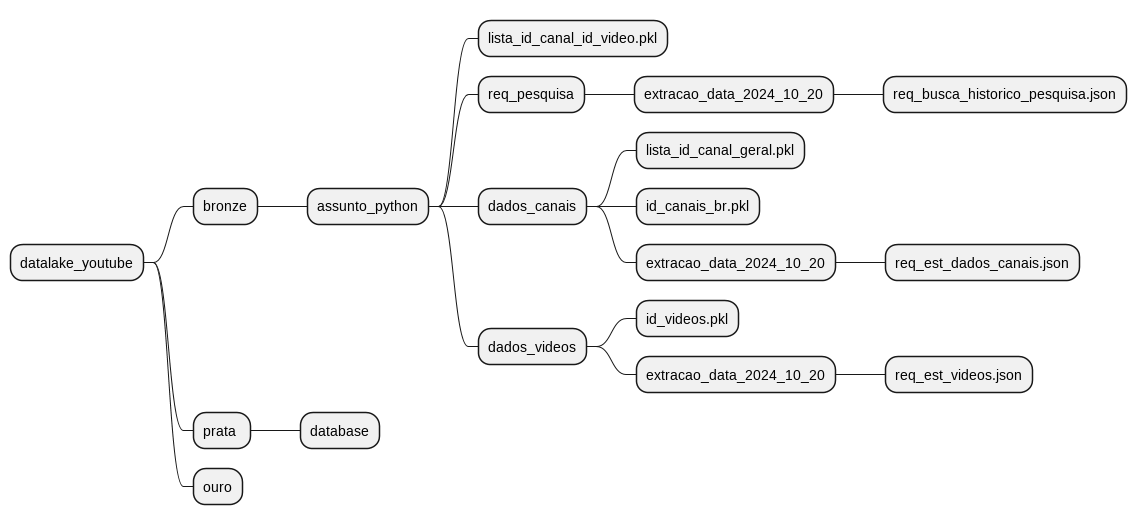 datalake_youtube
bronze
assunto_python
lista_id_canal_id_video.pkl
req_pesquisa
extracao_data_2024_10_20
req_busca_historico_pesquisa.json
dados_canais
lista_id_canal_geral.pkl
id_canais_br.pkl
extracao_data_2024_10_20
req_est_dados_canais.json
dados_videos
id_videos.pkl
extracao_data_2024_10_20
req_est_videos.json
prata
database
ouro